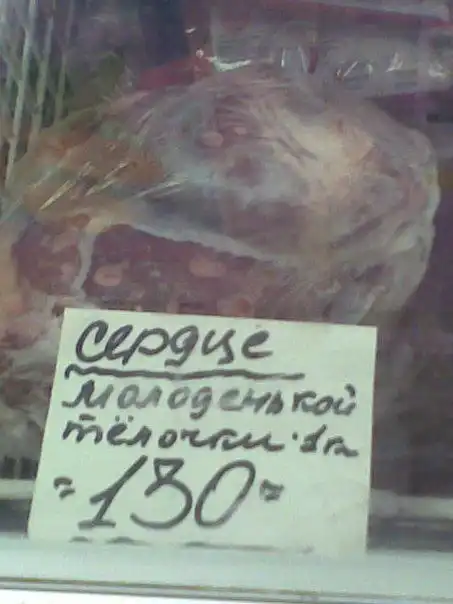 сердце
молоденькой
тёлочки·1кг
=130=